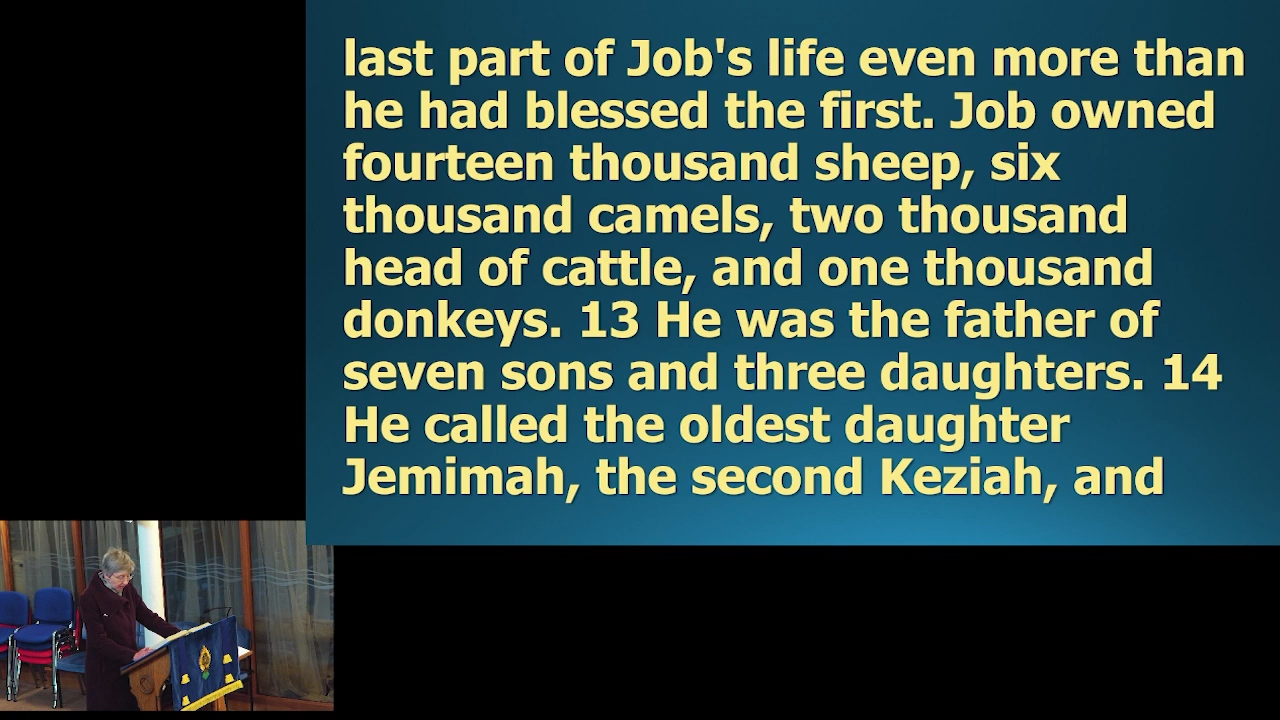 last part of Job's life even more than
he had blessed the first. Job owned
fourteen thousand sheep, six
thousand camels, two thousand
head of cattle, and one thousand
donkeys. 13 He was the father of
seven sons and three daughters. 14
He called the oldest daughter
Jemimah, the second Keziah, and